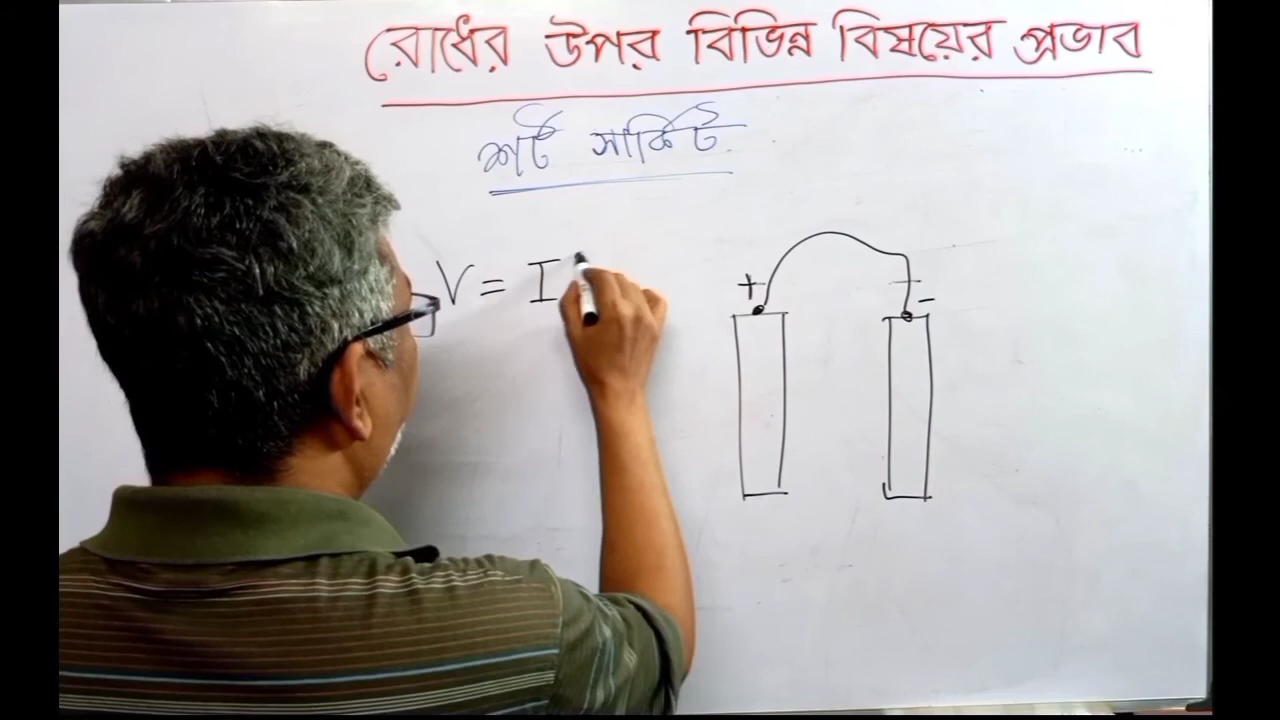 রোধের উপর বিভিন্ন বিষয়ের প্রভাব
শর্ট সার্কিট
V = I
+ -